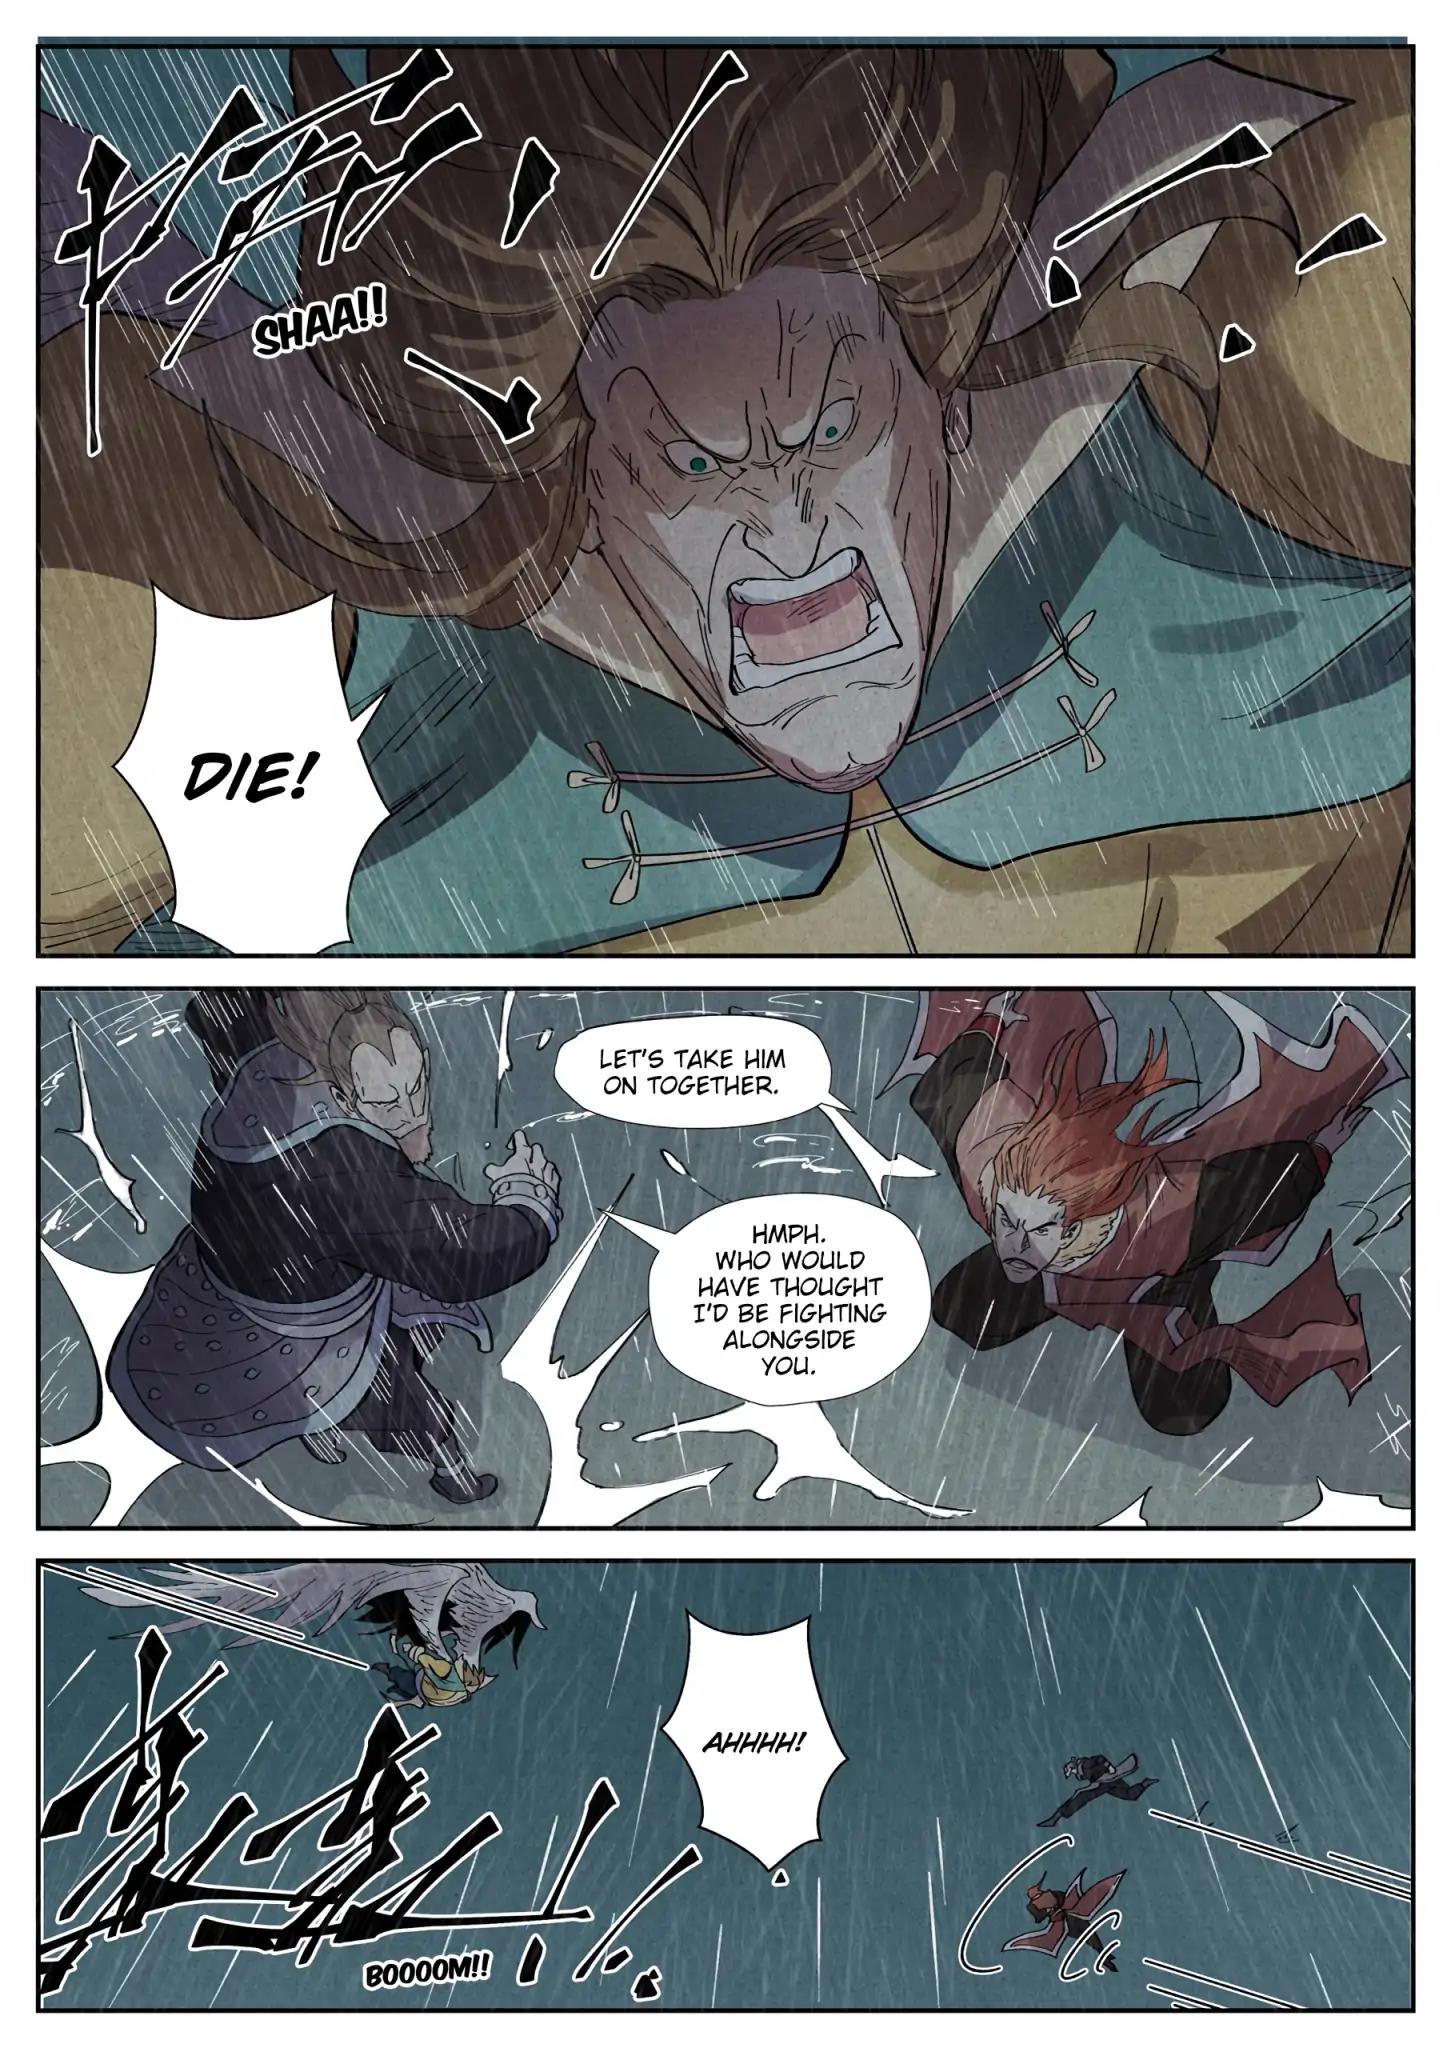 SHAA!!
DIE!
LET'S TAKE HIM
ON TOGETHER.
HMPH.
WHO WOULD
HAVE THOUGHT
I'D BE FIGHTING
ALONGSIDE
YOU.
AHHHH!
BOOOOM!!